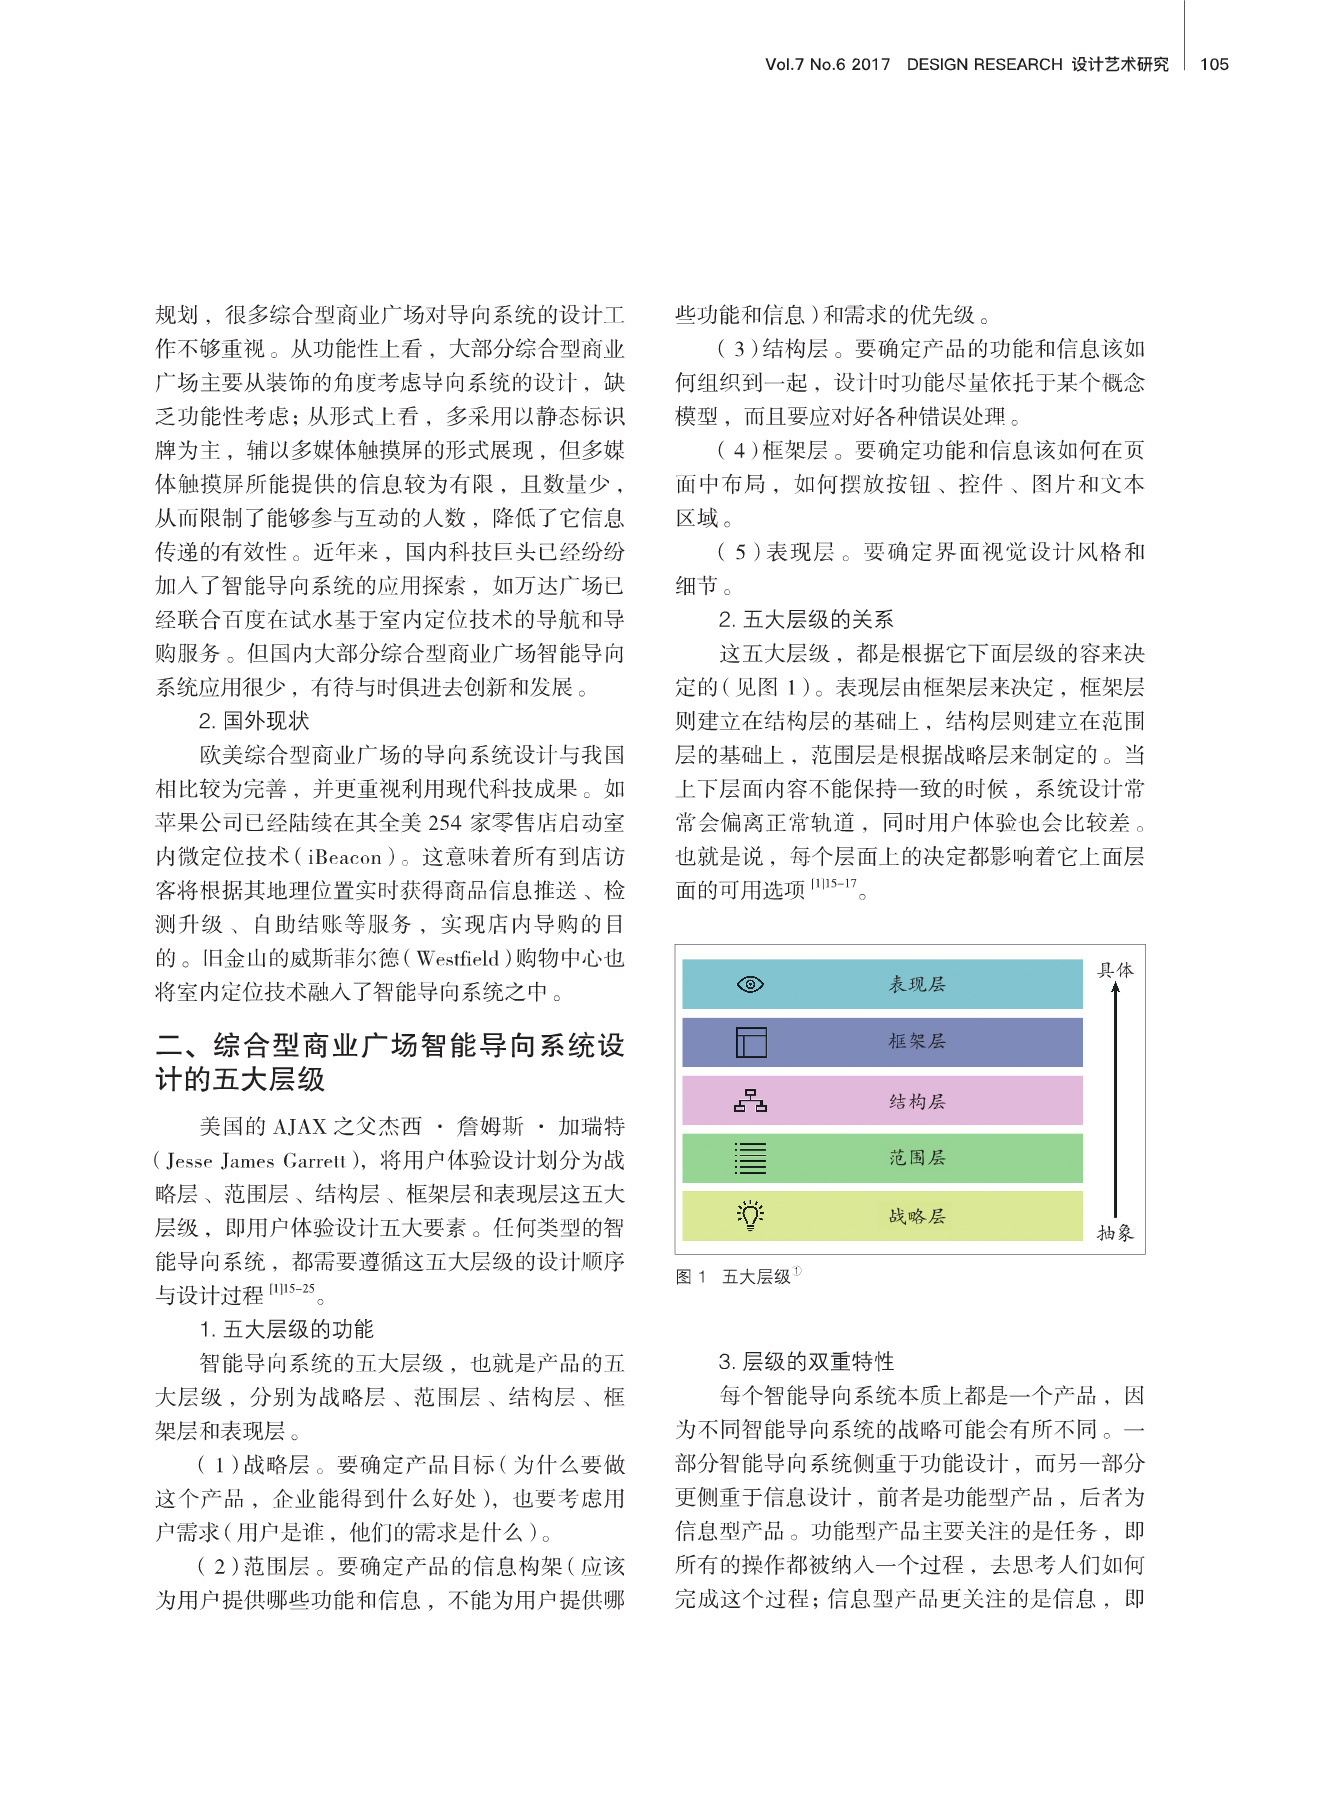 Vol.7 No.6 2017 DESIGN RESEARCH 设计艺术研究 105
规划，很多综合型商业广场对导向系统的设计工
作不够重视。从功能性上看，大部分综合型商业
广场主要从装饰的角度考虑导向系统的设计，缺
乏功能性考虑；从形式上看，多采用以静态标识
牌为主，辅以多媒体触摸屏的形式展现，但多媒
体触摸屏所能提供的信息较为有限，且数量少，
从而限制了能够参与互动的人数，降低了它信息
传递的有效性。近年来，国内科技巨头已经纷纷
加入了智能导向系统的应用探索，如万达广场已
经联合百度在试水基于室内定位技术的导航和导
购服务。但国内大部分综合型商业广场智能导向
系统应用很少，有待与时俱进去创新和发展。
2. 国外现状
欧美综合型商业广场的导向系统设计与我国
相比较为完善，并更重视利用现代科技成果。如
苹果公司已经陆续在其全美 254 家零售店启动室
内微定位技术（iBeacon）。这意味着所有到店访
客将根据其地理位置实时获得商品信息推送、检
测升级、自助结账等服务，实现店内导购的目
的。旧金山的威斯菲尔德（Westfield）购物中心也
将室内定位技术融入了智能导向系统之中。
二、综合型商业广场智能导向系统设
计的五大层级
美国的 AJAX 之父杰西·詹姆斯·加瑞特
（Jesse James Garrett），将用户体验设计划分为战
略层、范围层、结构层、框架层和表现层这五大
层级，即用户体验设计五大要素。任何类型的智
能导向系统，都需要遵循这五大层级的设计顺序
与设计过程[1]15-25。
1. 五大层级的功能
智能导向系统的五大层级，也就是产品的五
大层级，分别为战略层、范围层、结构层、框
架层和表现层。
（1）战略层。要确定产品目标（为什么要做
这个产品，企业能得到什么好处），也要考虑用
户需求（用户是谁，他们的需求是什么）。
（2）范围层。要确定产品的信息构架（应该
为用户提供哪些功能和信息，不能为用户提供哪
些功能和信息）和需求的优先级。
（3）结构层。要确定产品的功能和信息该如
何组织到一起，设计时功能尽量依托于某个概念
模型，而且要应对好各种错误处理。
（4）框架层。要确定功能和信息该如何在页
面中布局，如何摆放按钮、控件、图片和文本
区域。
（5）表现层。要确定界面视觉设计风格和
细节。
2. 五大层级的关系
这五大层级，都是根据它下面层级的容来决
定的（见图 1）。表现层由框架层来决定，框架层
则建立在结构层的基础上，结构层则建立在范围
层的基础上，范围层是根据战略层来制定的。当
上下层面内容不能保持一致的时候，系统设计常
常会偏离正常轨道，同时用户体验也会比较差。
也就是说，每个层面上的决定都影响着它上面层
面的可用选项[1]15-17。
具体
表现层
框架层
结构层
范围层
战略层
抽象
图 1 五大层级①
3. 层级的双重特性
每个智能导向系统本质上都是一个产品，因
为不同智能导向系统的战略可能会有所不同。一
部分智能导向系统侧重于功能设计，而另一部分
更侧重于信息设计，前者是功能型产品，后者为
信息型产品。功能型产品主要关注的是任务，即
所有的操作都被纳入一个过程，去思考人们如何
完成这个过程；信息型产品更关注的是信息，即